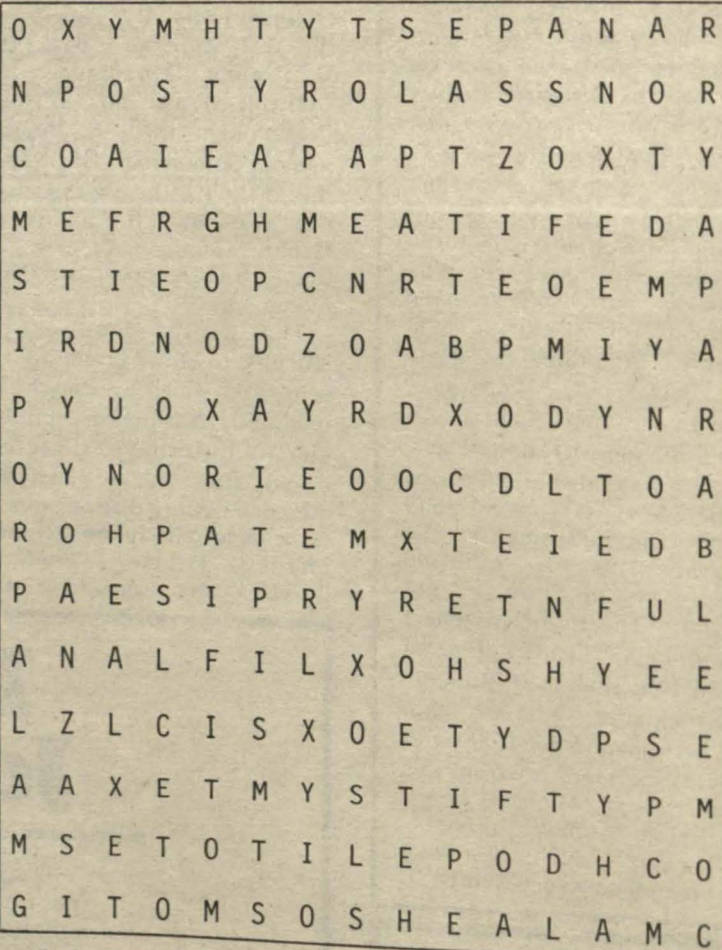 O X Y M H T Y T S E P A N A R
N P O S T Y R O L A S S N O R
C O A I E A P A P T Z O X T Y
M E F R G H M E A T I F E D A
S T I E O P C N R T E O E M P
I R D N O D Z O A B P M I Y A
P Y U O X A Y R D X O D Y N R
O Y N O R I E O O C D L T O A
R O H P A T E M X T E I E D B
P A E S I P R Y R E T N F U L
A N A L F I L X O H S H Y E E
L Z L C I S X O E T Y D P S E
A A X E T M Y S T I F T Y P M
M S E T O T I L E P O D H C O
G I T O M S O S H E A L A M C